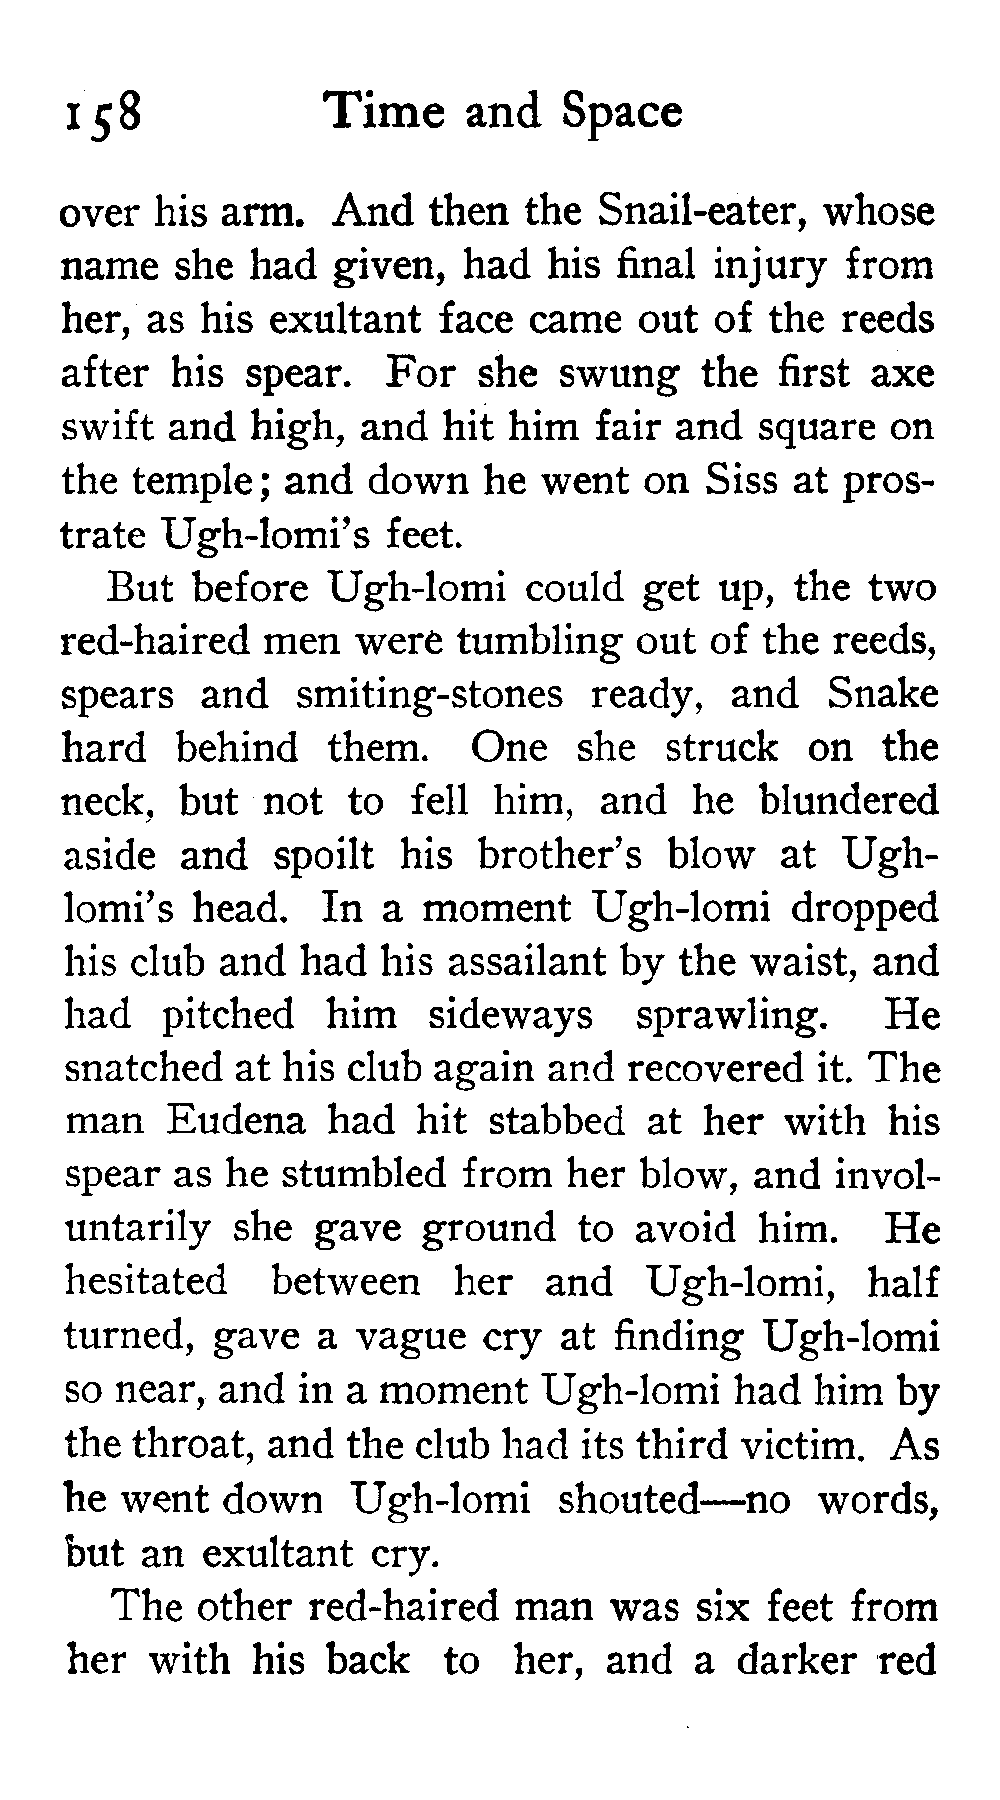 158 Time and Space
over his arm. And then the Snail-eater, whose
name she had given, had his final injury from
her, as his exultant face came out of the reeds
after his spear. For she swung the first axe
swift and high, and hit him fair and square on
the temple; and down he went on Siss at pros-
trate Ugh-lomi's feet.
But before Ugh-lomi could get up, the two
red-haired men were tumbling out of the reeds,
spears and smiting-stones ready, and Snake
hard behind them. One she struck on the
neck, but not to fell him, and he blundered
aside and spoilt his brother's blow at Ugh-
lomi's head. In a moment Ugh-lomi dropped
his club and had his assailant by the waist, and
had pitched him sideways sprawling. He
snatched at his club again and recovered it. The
man Eudena had hit stabbed at her with his
spear as he stumbled from her blow, and invol-
untarily she gave ground to avoid him. He
hesitated between her and Ugh-lomi, half
turned, gave a vague cry at finding Ugh-lomi
so near, and in a moment Ugh-lomi had him by
the throat, and the club had its third victim. As
he went down Ugh-lomi shouted—no words,
but an exultant cry.
The other red-haired man was six feet from
her with his back to her, and a darker red